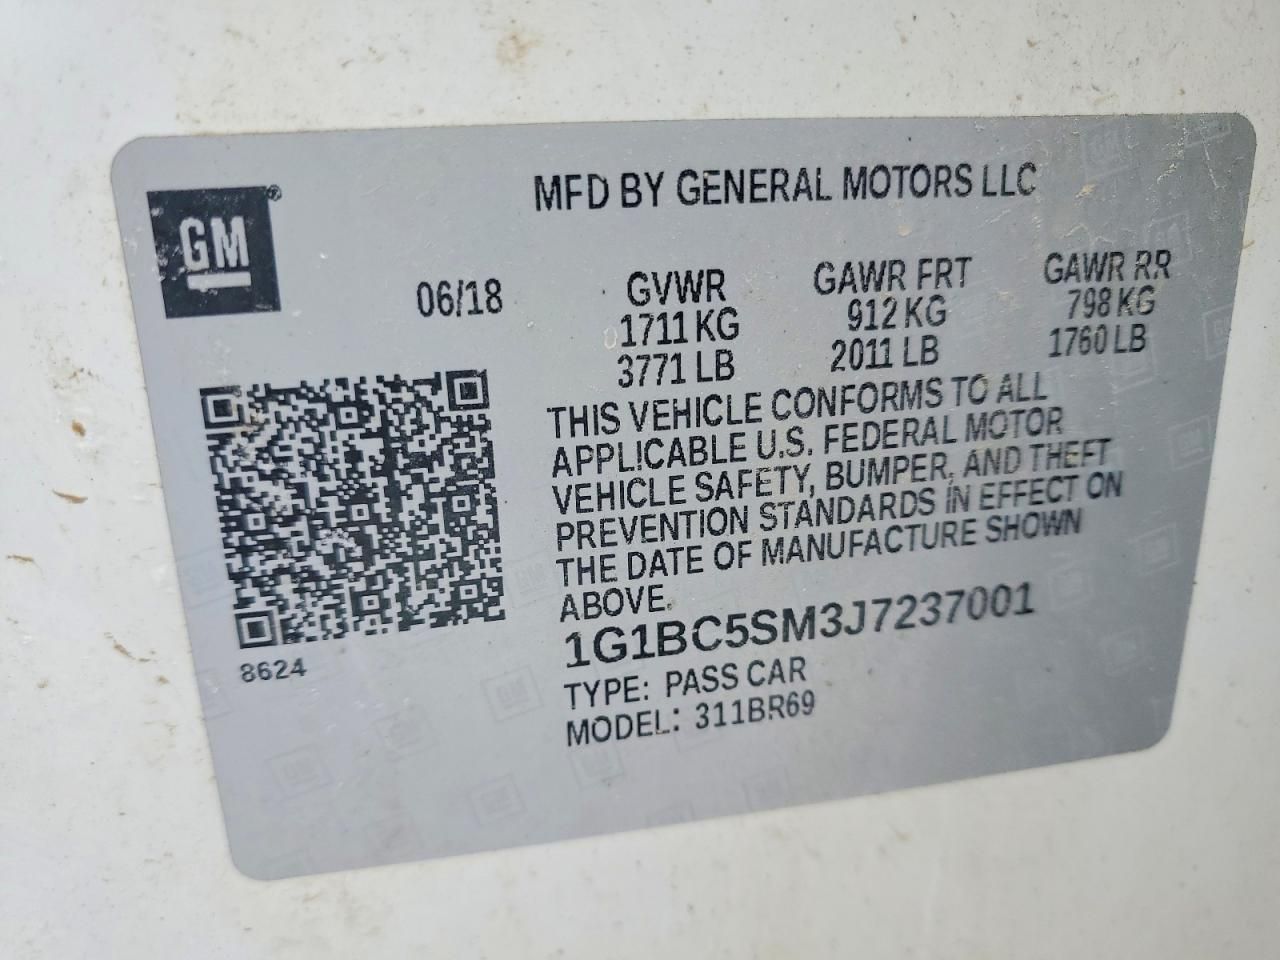 MFD BY GENERAL MOTORS LLC
GM®
06/18
GVWR
1711 KG
3771 LB
GAWR FRT
912 KG
2011 LB
GAWR RR
798 KG
1760 LB
THIS VEHICLE CONFORMS TO ALL
APPLICABLE U.S. FEDERAL MOTOR
VEHICLE SAFETY, BUMPER, AND THEFT
PREVENTION STANDARDS IN EFFECT ON
THE DATE OF MANUFACTURE SHOWN
ABOVE.
1G1BC5SM3J7237001
TYPE: PASS CAR
MODEL: 311BR69
8624